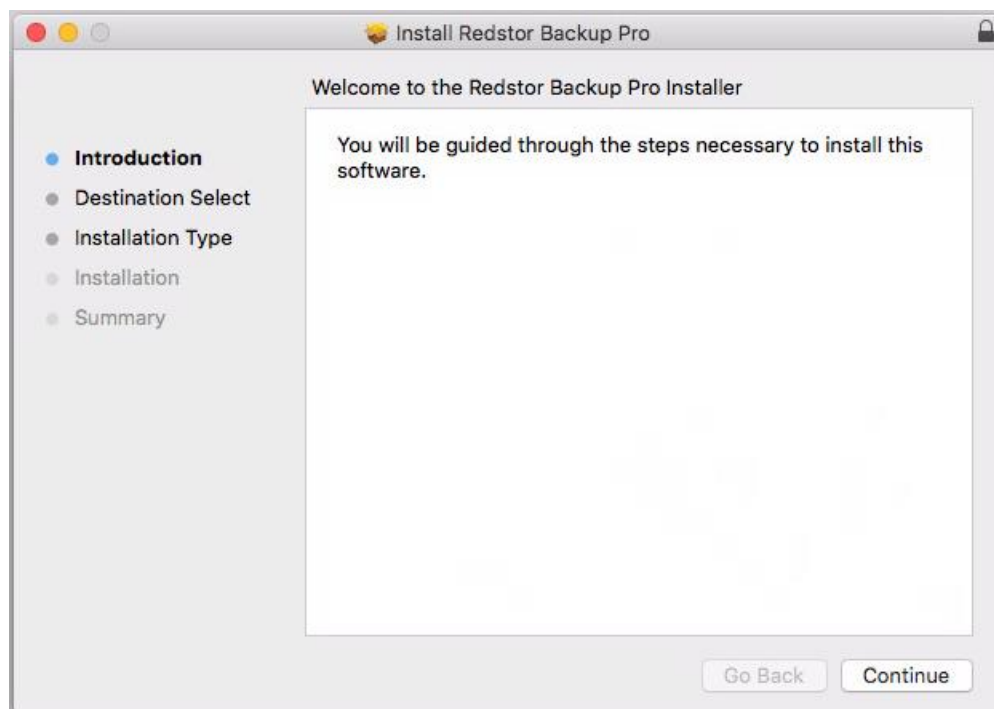 Install Redstor Backup Pro
Welcome to the Redstor Backup Pro Installer
Introduction
Destination Select
Installation Type
Installation
Summary
You will be guided through the steps necessary to install this
software.
Go Back
Continue